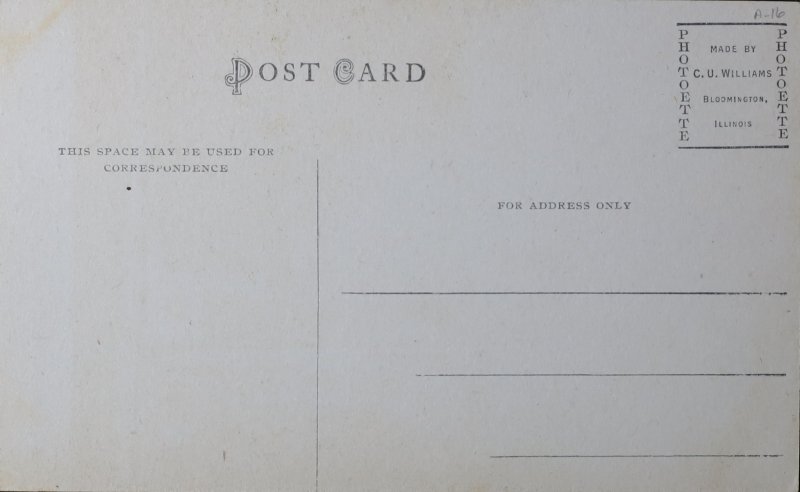 A-16
POST CARD
PHOTOETTE
MADE BY
C. U. WILLIAMS
BLOOMINGTON,
ILLINOIS
PHOTOETTE
THIS SPACE MAY BE USED FOR
CORRESPONDENCE
FOR ADDRESS ONLY